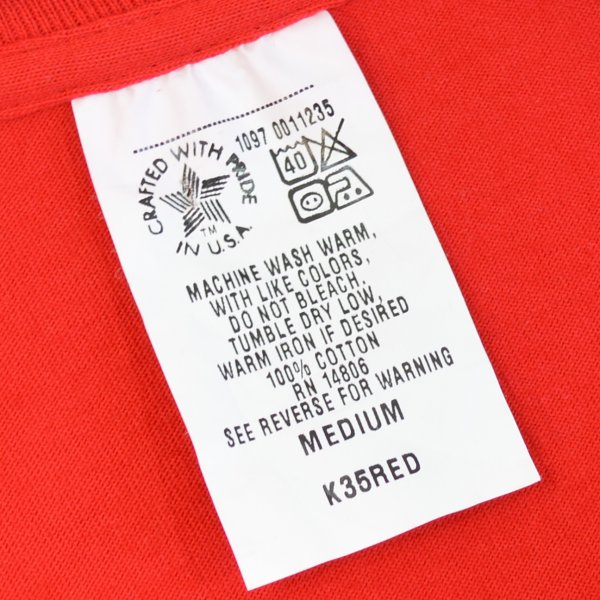 1097 0011235
CRAFTED WITH PRIDE
IN U.S.A
TM
40
MACHINE WASH WARM,
WITH LIKE COLORS,
DO NOT BLEACH,
TUMBLE DRY LOW,
WARM IRON IF DESIRED
100% COTTON
RN 14806
SEE REVERSE FOR WARNING
MEDIUM
K35RED